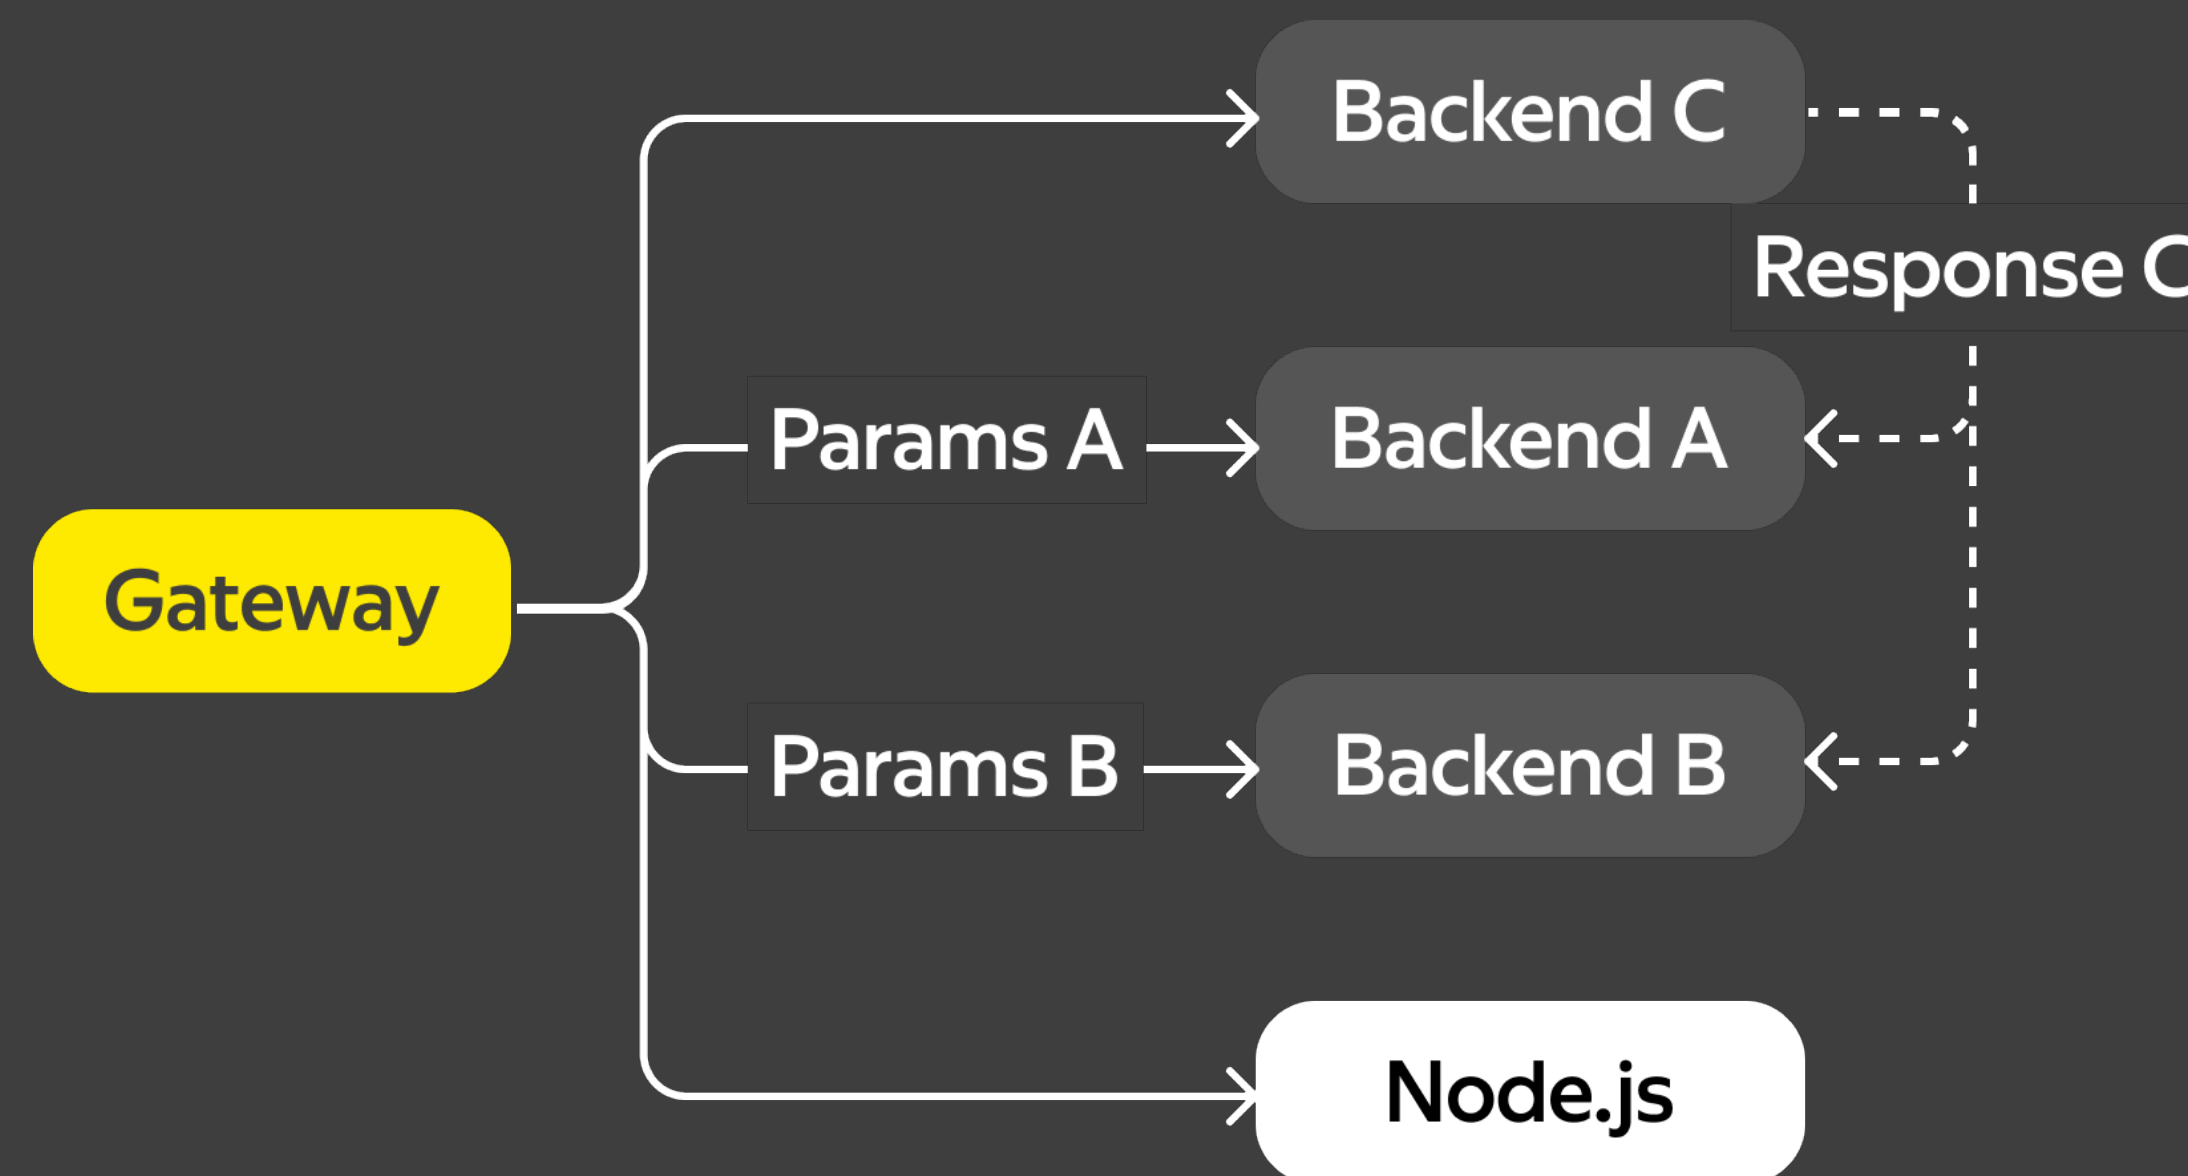 Backend C
Response C
Params A
Backend A
Gateway
Params B
Backend B
Node.js